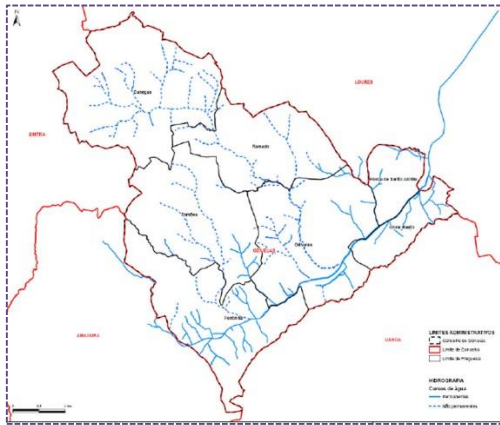 N
LOURES
Caneças
SINTRA
Ramada
Póvoa de Santo Adrião
Famões
Odivelas
ODIVELAS
Olival Basto
Pontinha
AMADORA
LISBOA
LIMITES ADMINISTRATIVOS
Concelho de Odivelas
Limite de Concelho
Limite de Freguesia
HIDROGRAFIA
Cursos de água
Permanentes
Não permanentes